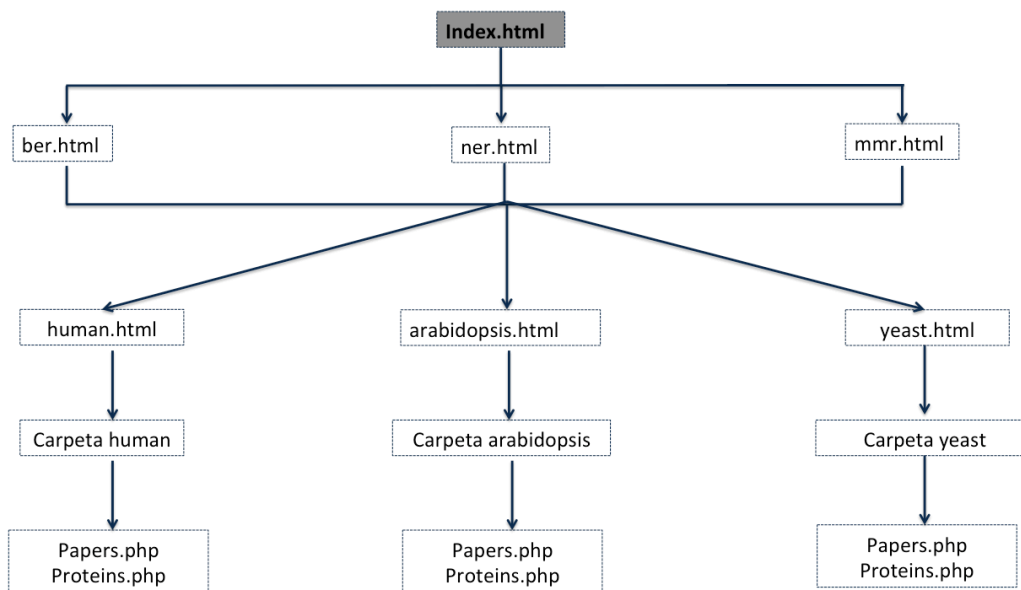 Index.html
ber.html
ner.html
mmr.html
human.html
arabidopsis.html
yeast.html
Carpeta human
Carpeta arabidopsis
Carpeta yeast
Papers.php
Proteins.php
Papers.php
Proteins.php
Papers.php
Proteins.php